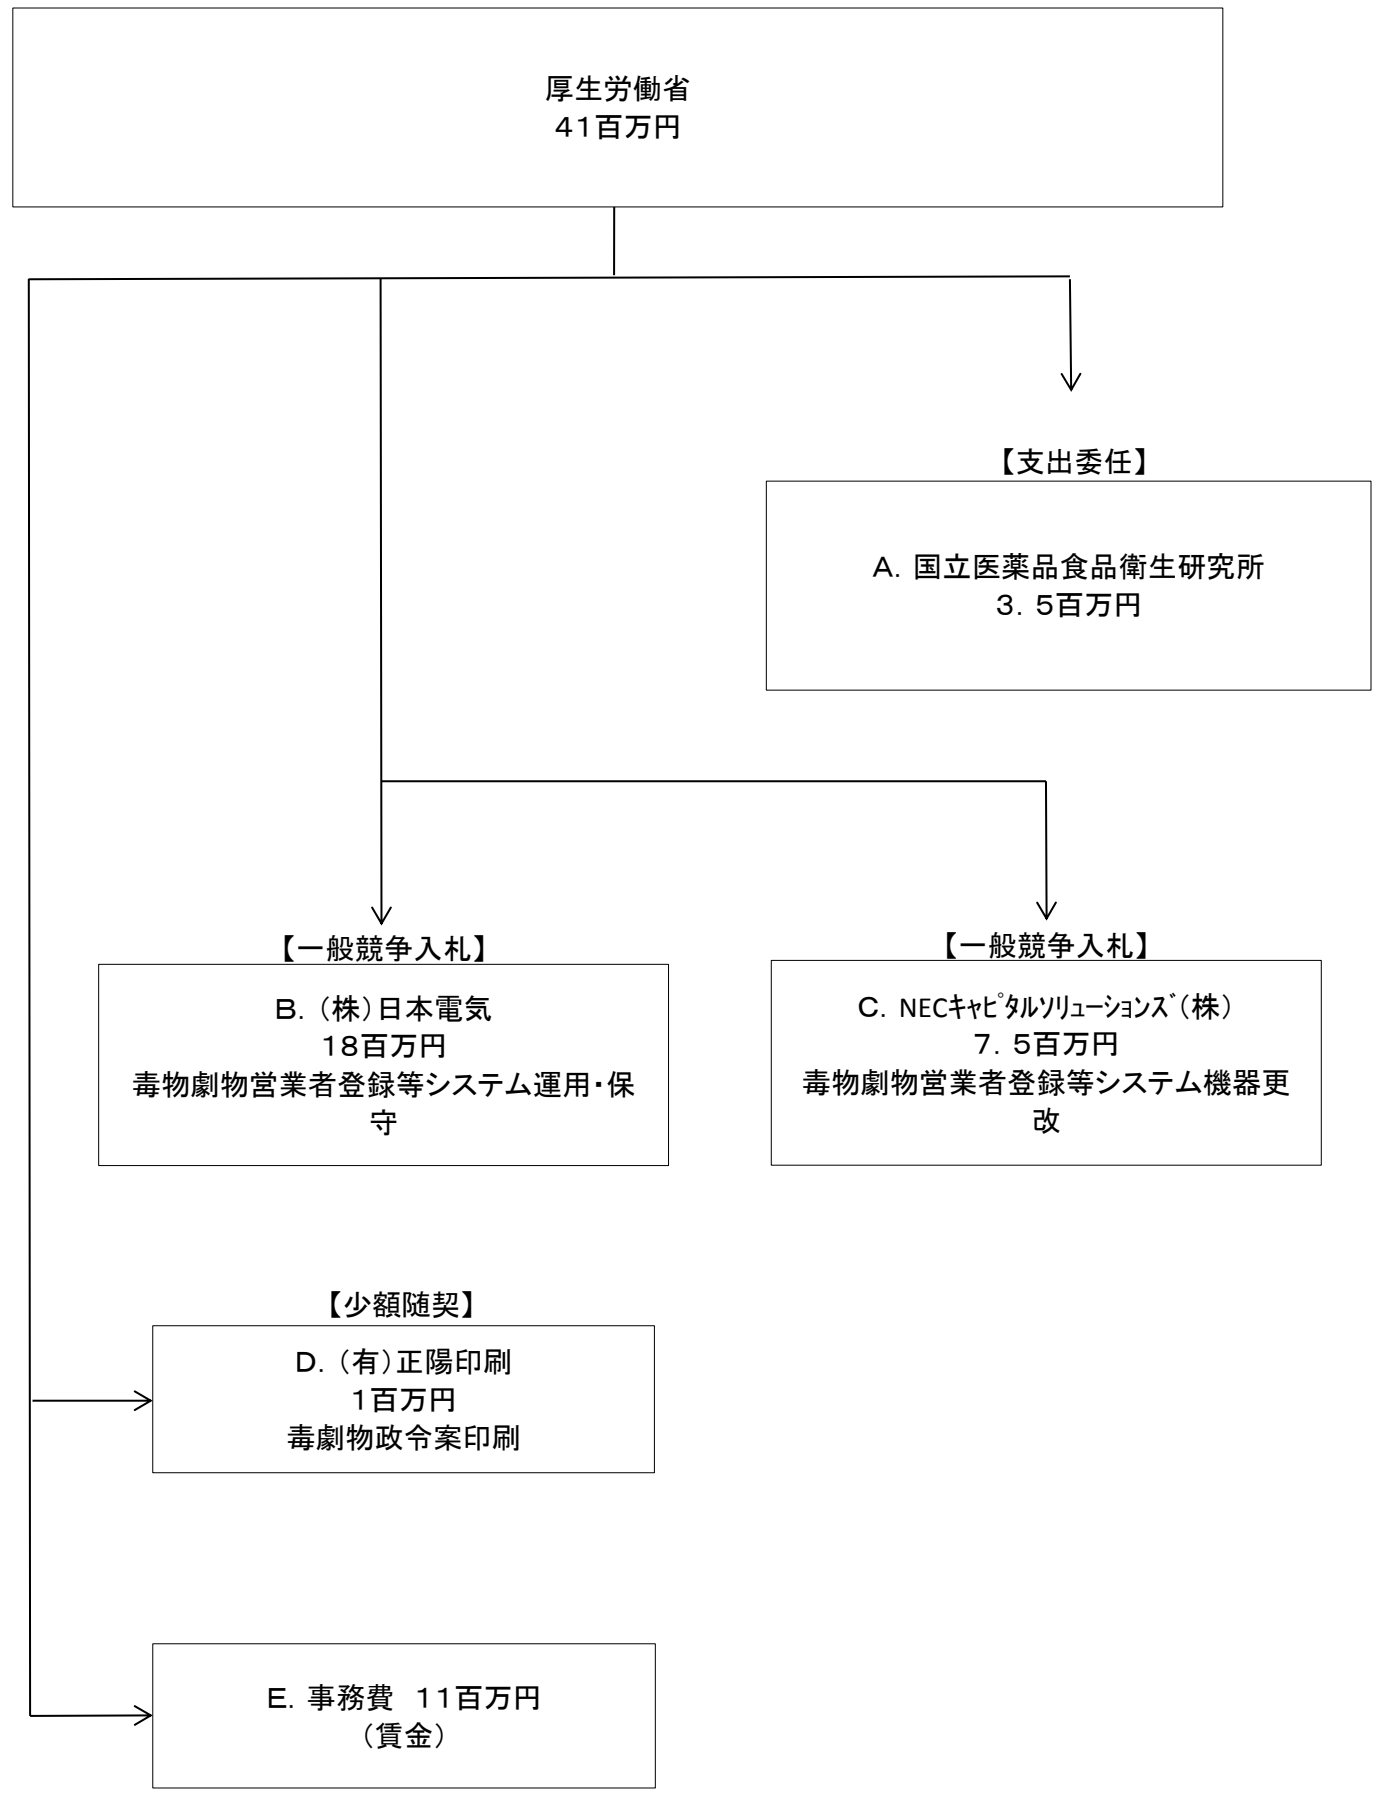 厚生労働省
41百万円
【支出委任】
A．国立医薬品食品衛生研究所
３．５百万円
【一般競争入札】
B．（株）日本電気
18百万円
毒物劇物営業者登録等システム運用・保
守
【一般競争入札】
C．NECｷｬﾋﾟﾀﾙｿﾘｭｰｼｮﾝｽﾞ（株）
７．５百万円
毒物劇物営業者登録等システム機器更
改
【少額随契】
D．（有）正陽印刷
1百万円
毒劇物政令案印刷
E．事務費　11百万円
（賃金）